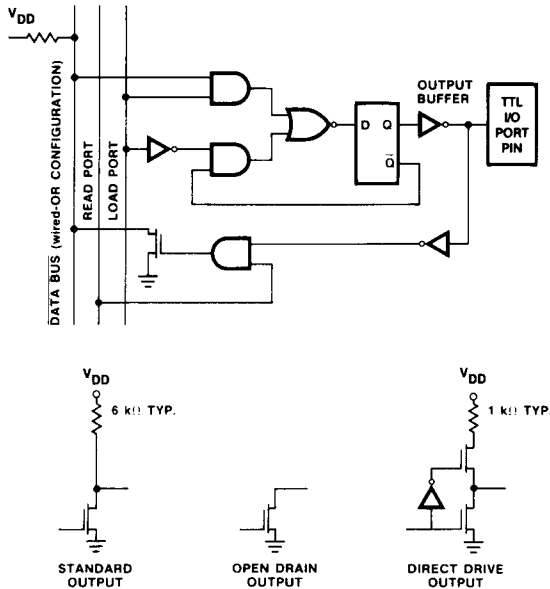 VDD
DATA BUS (wired-OR CONFIGURATION)
READ PORT
LOAD PORT
OUTPUT
BUFFER
D Q
Q̅
TTL
I/O
PORT
PIN
VDD
6 kΩ TYP.
STANDARD
OUTPUT
OPEN DRAIN
OUTPUT
VDD
1 kΩ TYP.
DIRECT DRIVE
OUTPUT